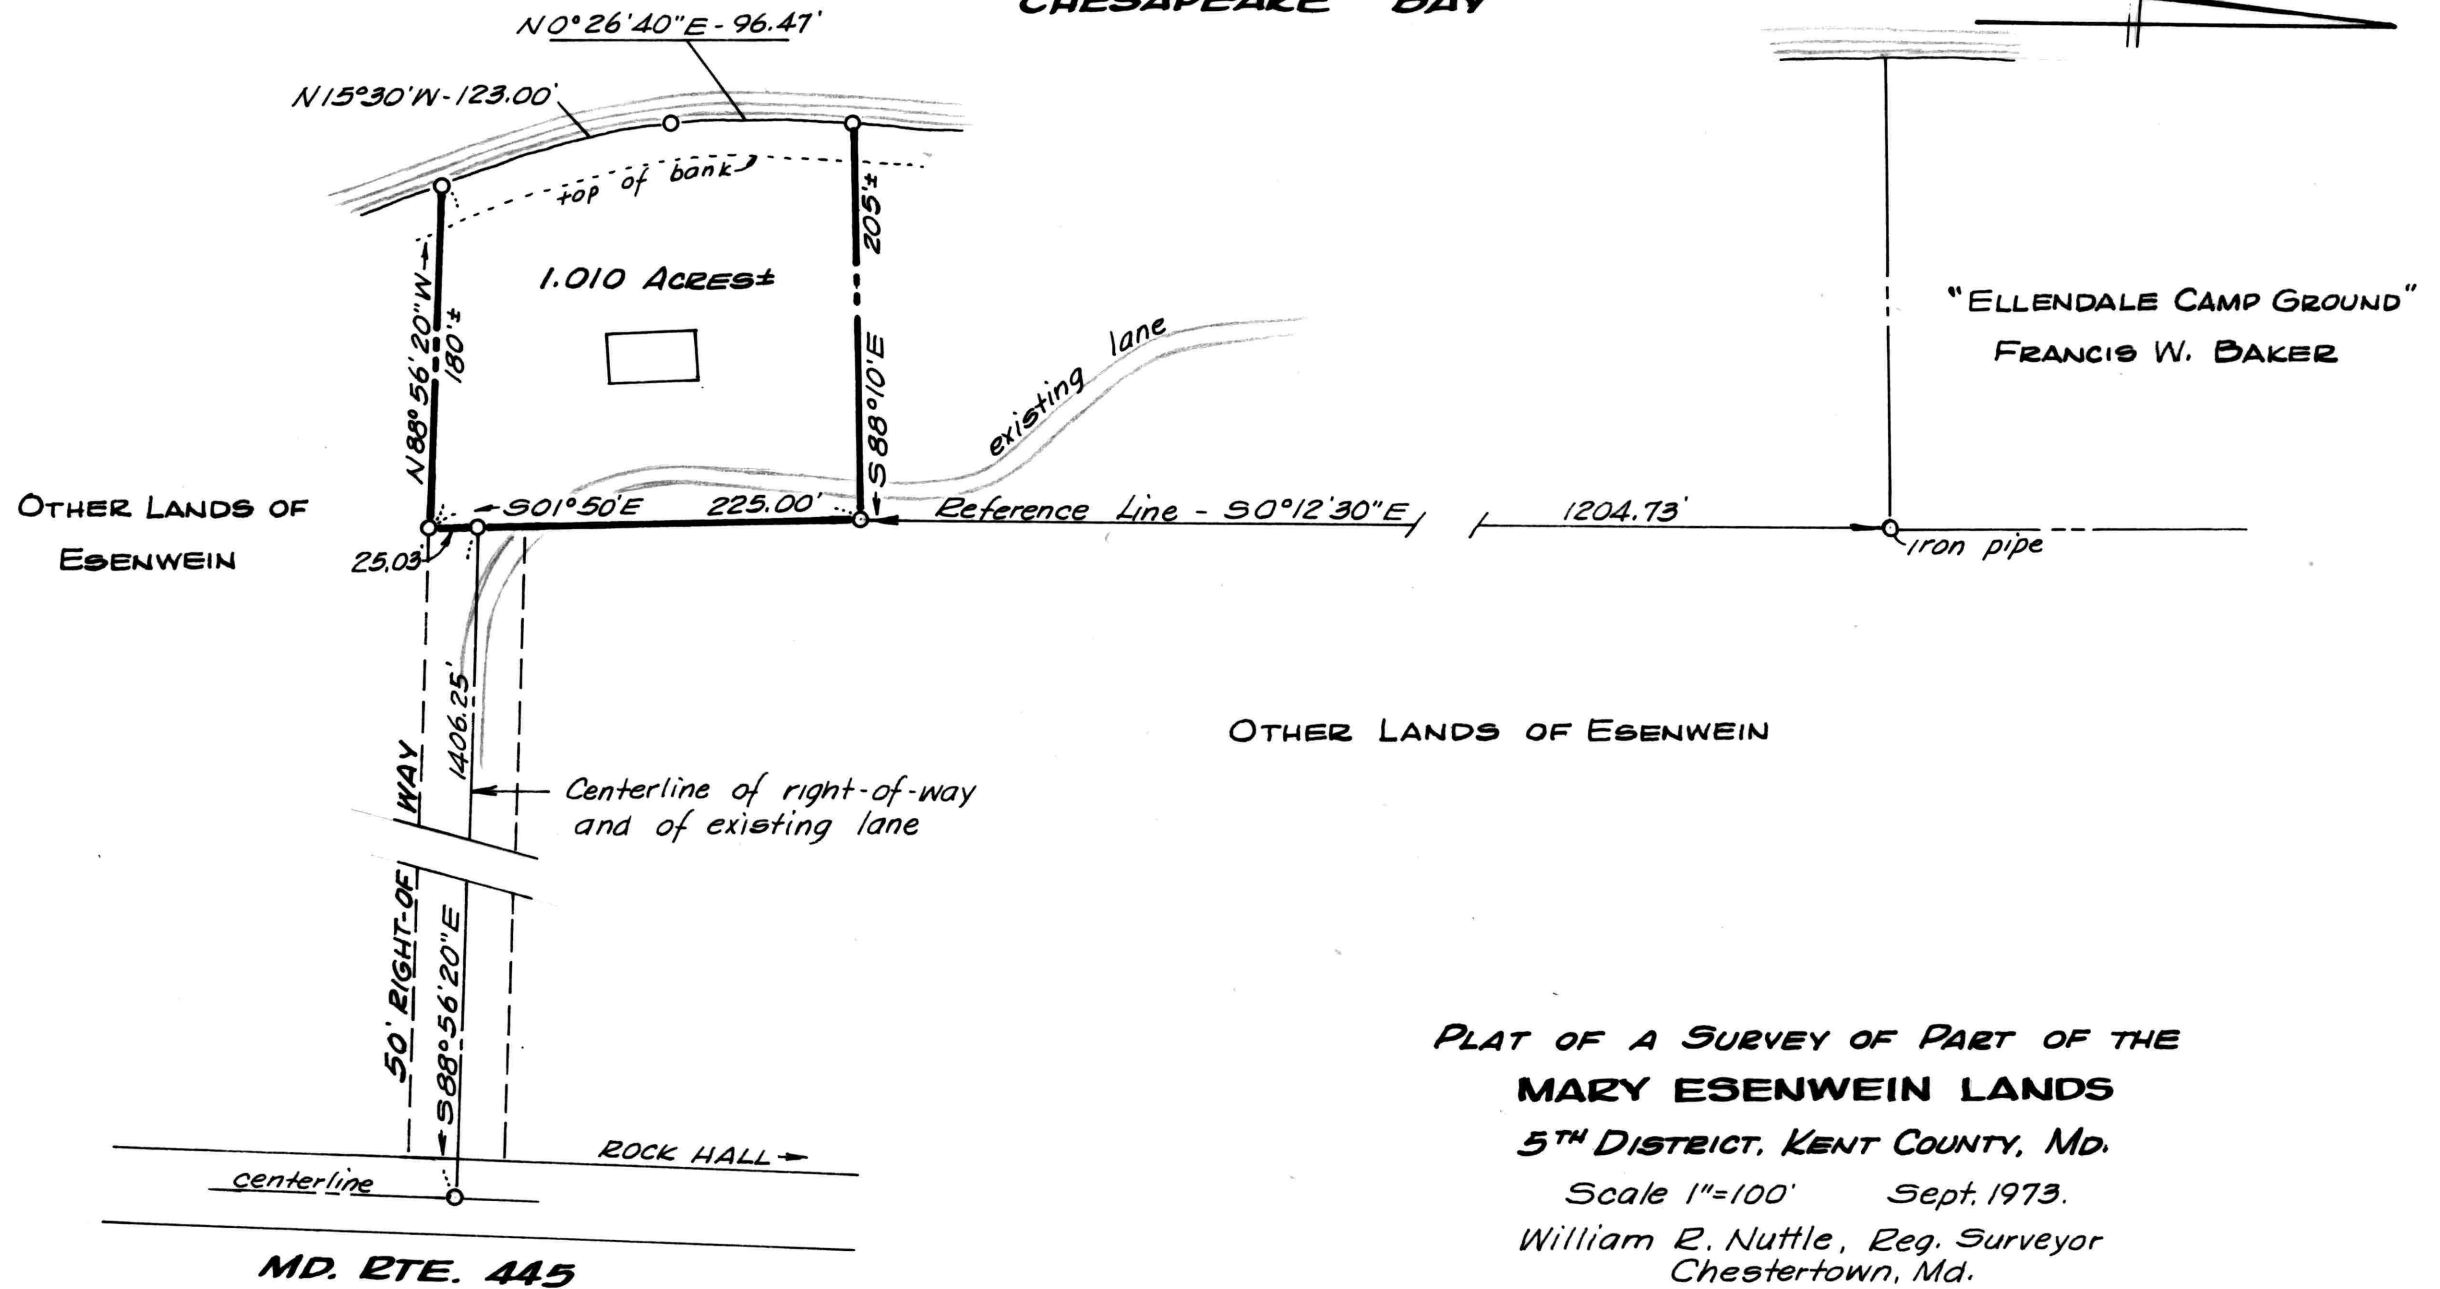 CHESAPEAKE BAY
N0°26'40"E - 96.47'
N15°30'W - 123.00'
top of bank
205'±
1.010 ACRES±
N88°56'20"W
180'±
S88°10'E
existing lane
"ELLENDALE CAMP GROUND"
FRANCIS W. BAKER
OTHER LANDS OF
ESENWEIN
S01°50'E 225.00'
25.03
Reference Line - S0°12'30"E
1204.73'
iron pipe
1406.25'
OTHER LANDS OF ESENWEIN
Centerline of right-of-way
and of existing lane
50' RIGHT-OF WAY
S88°56'20"E
ROCK HALL
centerline
MD. RTE. 445
PLAT OF A SURVEY OF PART OF THE
MARY ESENWEIN LANDS
5TH DISTRICT, KENT COUNTY, MD.
Scale 1"=100' Sept. 1973.
William R. Nuttle, Reg. Surveyor
Chestertown, Md.